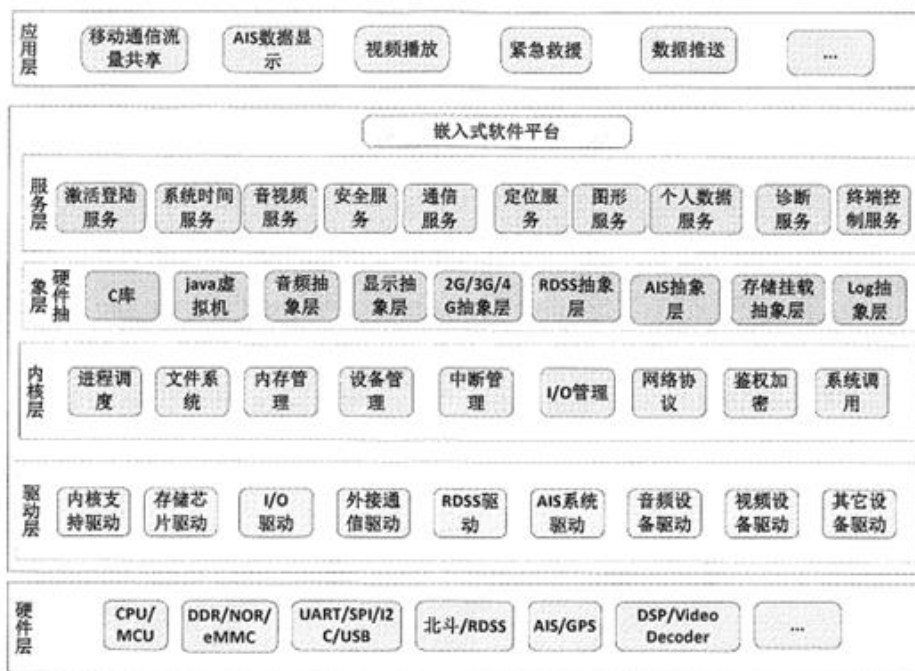 应用层
移动通信流
量共享
AIS数据显
示
视频播放
紧急救援
数据推送
...
嵌入式软件平台
服务层
激活登陆
服务
系统时间
服务
音视频
服务
安全服
务
通信
服务
定位服
务
图形
服务
个人数据
服务
诊断
服务
终端控
制服务
硬件抽
象层
C库
java虚
拟机
音频抽
象层
显示抽
象层
2G/3G/4
G抽象层
RDSS抽象
层
AIS抽象
层
存储挂载
抽象层
Log抽
象层
内核层
进程调
度
文件系
统
内存管
理
设备管
理
中断管
理
I/O管理
网络协
议
鉴权加
密
系统调
用
驱动层
内核支
持驱动
存储芯
片驱动
I/O
驱动
外接通
信驱动
RDSS驱
动
AIS系统
驱动
音频设
备驱动
视频设
备驱动
其它设
备驱动
硬件层
CPU/
MCU
DDR/NOR/
eMMC
UART/SPI/I2
C/USB
北斗/RDSS
AIS/GPS
DSP/Video
Decoder
...